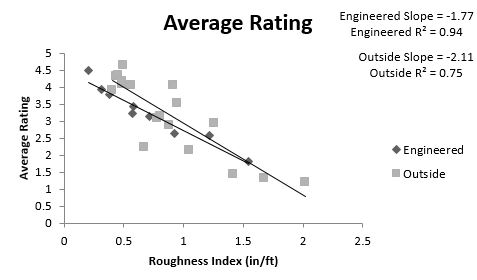 Average Rating
Engineered Slope = -1.77
Engineered R² = 0.94
Outside Slope = -2.11
Outside R² = 0.75
5
4.5
4
3.5
3
2.5
2
1.5
1
0.5
0
Average Rating
0 0.5 1 1.5 2 2.5
Roughness Index (in/ft)
Engineered
Outside